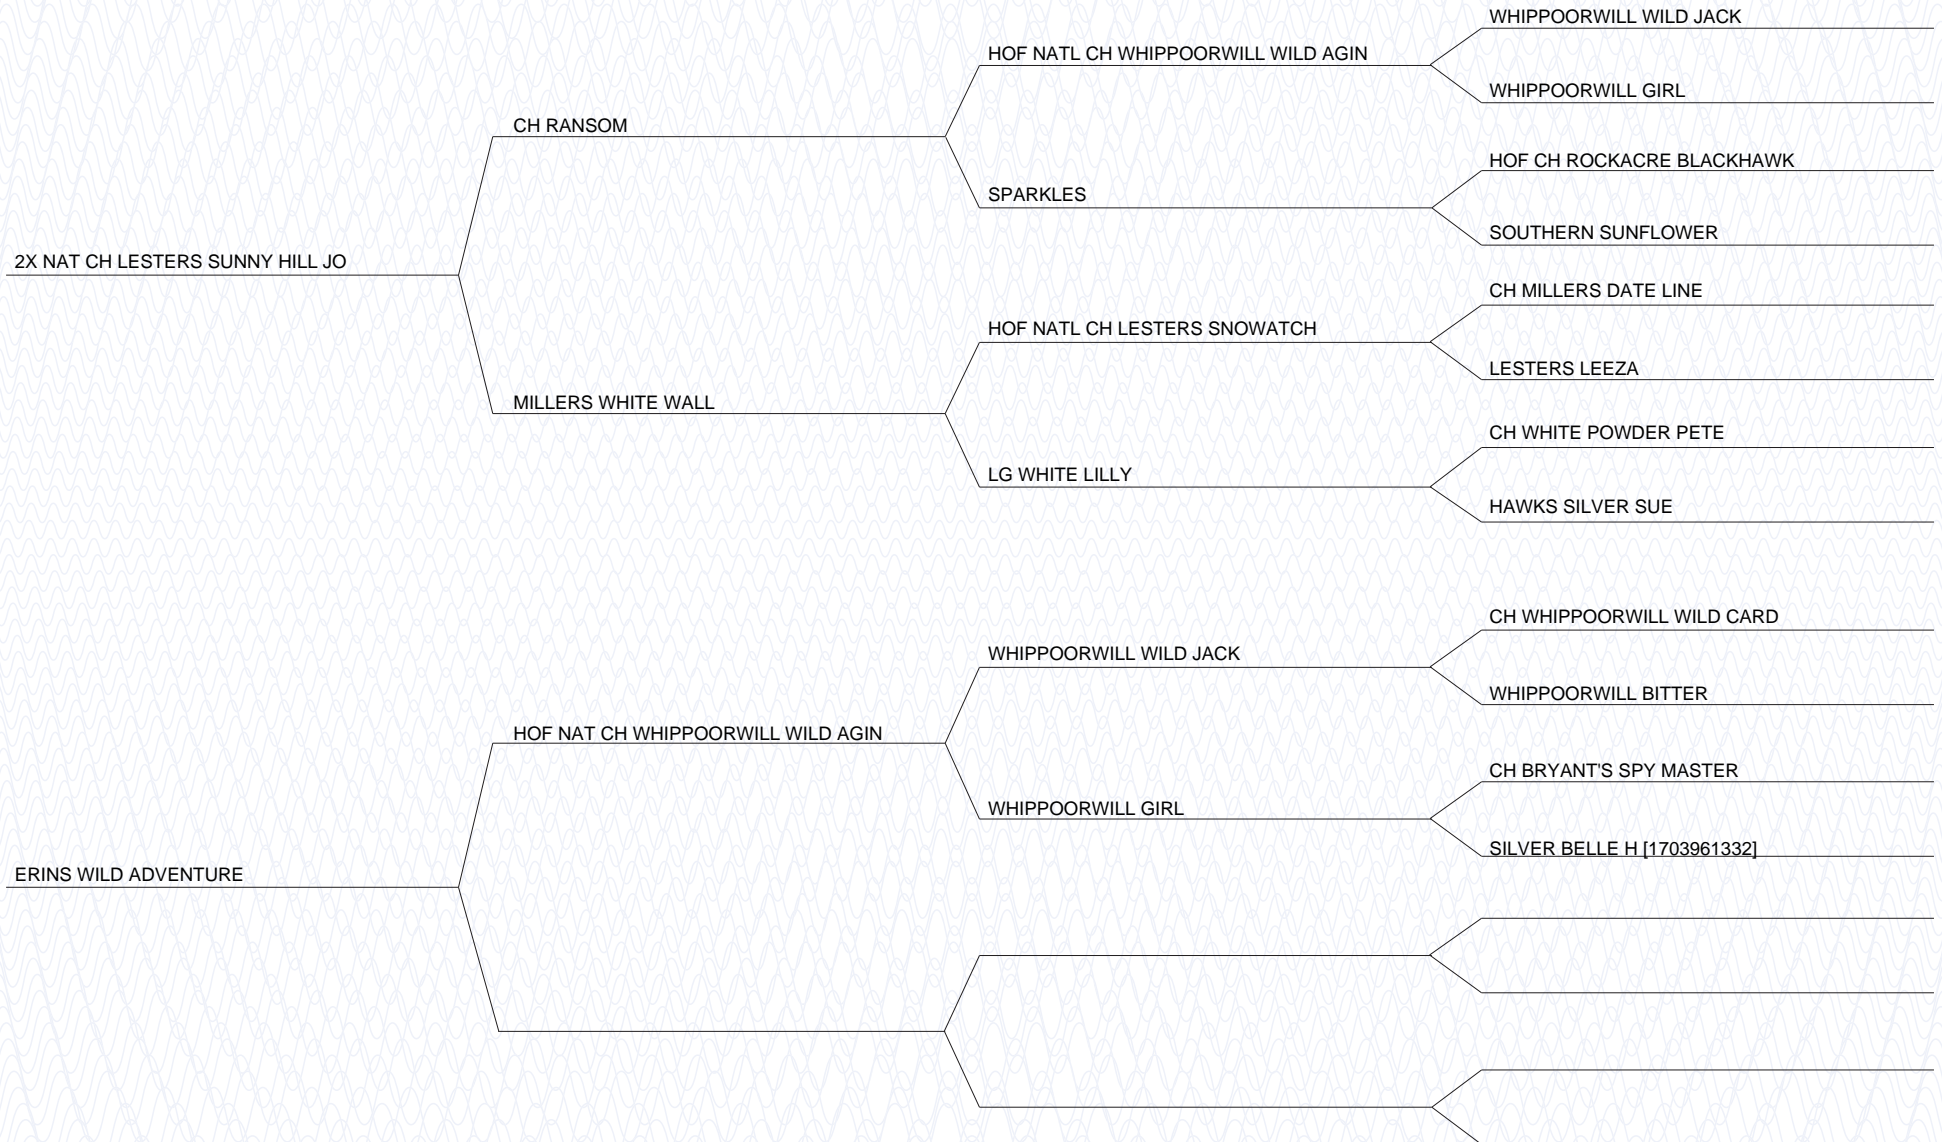 WHIPPOORWILL WILD JACK
HOF NATL CH WHIPPOORWILL WILD AGIN
WHIPPOORWILL GIRL
CH RANSOM
HOF CH ROCKACRE BLACKHAWK
SPARKLES
SOUTHERN SUNFLOWER
2X NAT CH LESTERS SUNNY HILL JO
CH MILLERS DATE LINE
HOF NATL CH LESTERS SNOWATCH
LESTERS LEEZA
MILLERS WHITE WALL
CH WHITE POWDER PETE
LG WHITE LILLY
HAWKS SILVER SUE
CH WHIPPOORWILL WILD CARD
WHIPPOORWILL WILD JACK
WHIPPOORWILL BITTER
HOF NAT CH WHIPPOORWILL WILD AGIN
CH BRYANT'S SPY MASTER
WHIPPOORWILL GIRL
SILVER BELLE H [1703961332]
ERINS WILD ADVENTURE